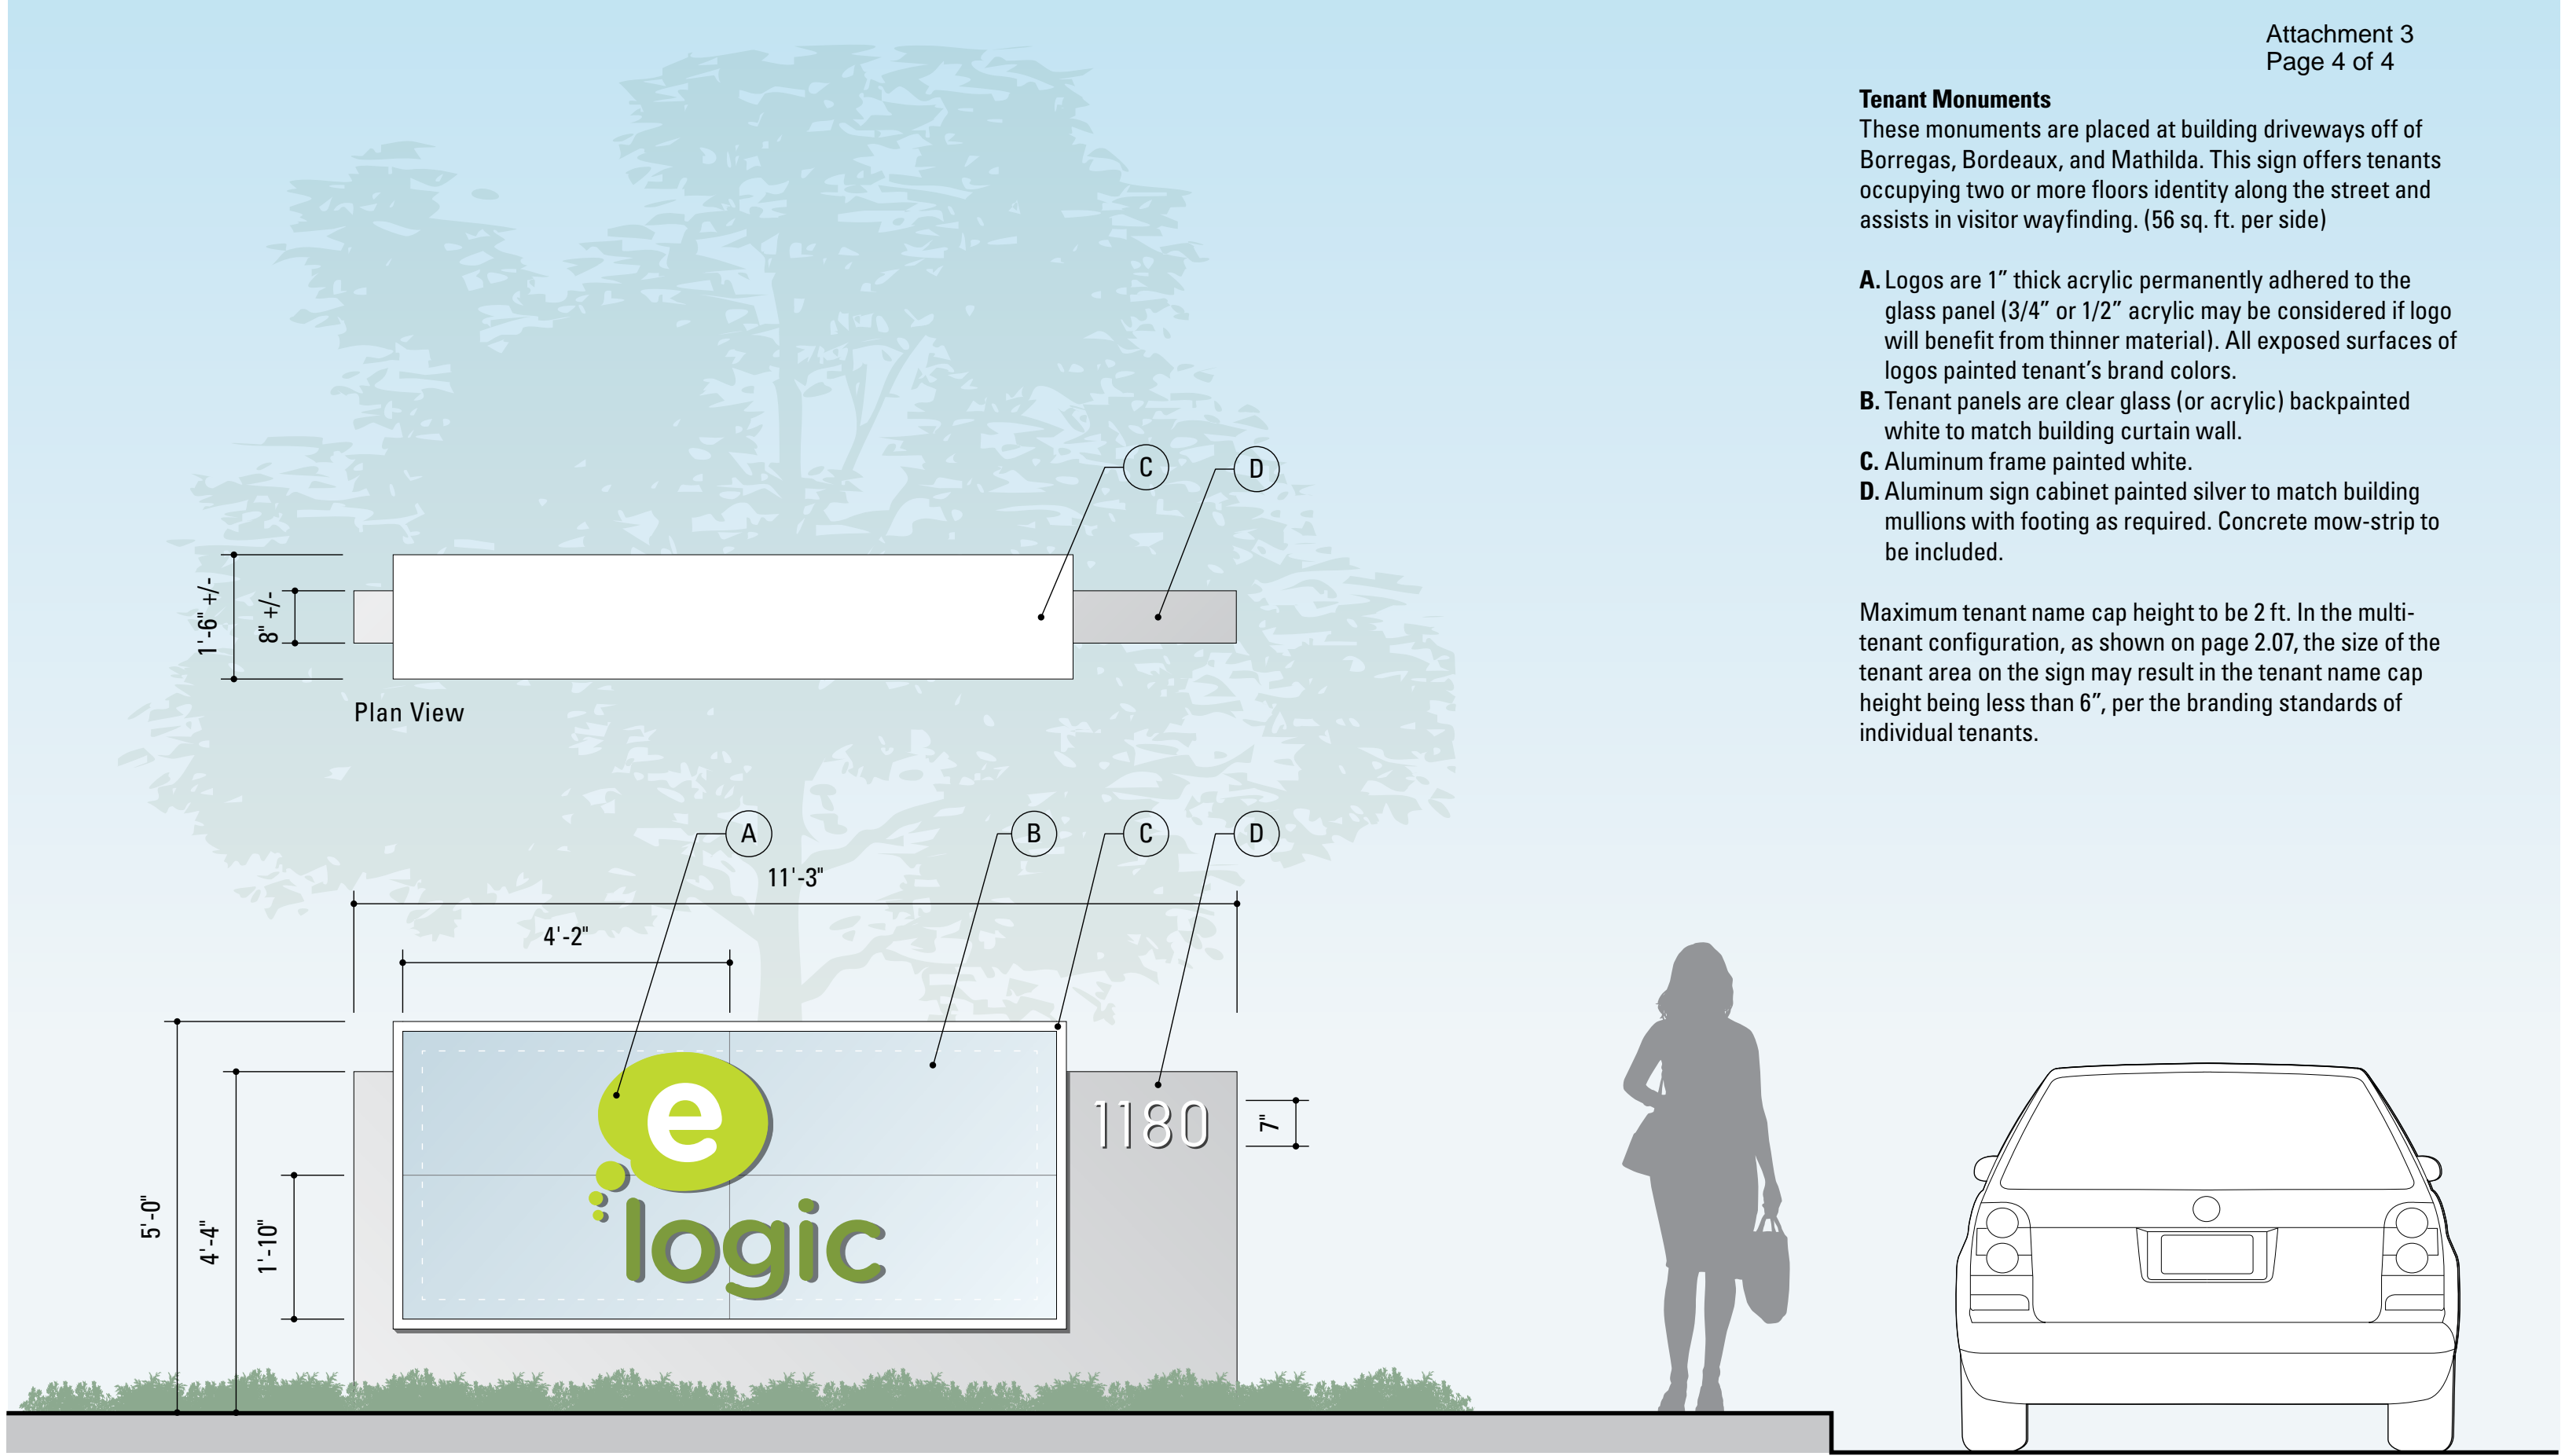 Attachment 3
Page 4 of 4
Tenant Monuments
These monuments are placed at building driveways off of
Borregas, Bordeaux, and Mathilda. This sign offers tenants
occupying two or more floors identity along the street and
assists in visitor wayfinding. (56 sq. ft. per side)
A. Logos are 1” thick acrylic permanently adhered to the
glass panel (3/4” or 1/2” acrylic may be considered if logo
will benefit from thinner material). All exposed surfaces of
logos painted tenant’s brand colors.
B. Tenant panels are clear glass (or acrylic) backpainted
white to match building curtain wall.
C. Aluminum frame painted white.
D. Aluminum sign cabinet painted silver to match building
mullions with footing as required. Concrete mow-strip to
be included.
Maximum tenant name cap height to be 2 ft. In the multi-
tenant configuration, as shown on page 2.07, the size of the
tenant area on the sign may result in the tenant name cap
height being less than 6”, per the branding standards of
individual tenants.
C
D
1'-6" +/-
8" +/-
Plan View
A
B
C
D
11'-3"
4'-2"
5'-0"
4'-4"
1'-10"
e
logic
1180
7"